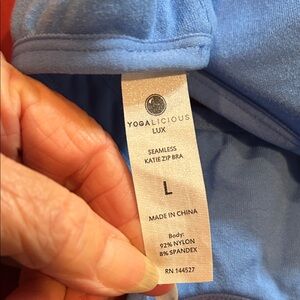 YOGALICIOUS
LUX
SEAMLESS
KATIE ZIP BRA
L
MADE IN CHINA
Body:
92% NYLON
8% SPANDEX
RN 144527